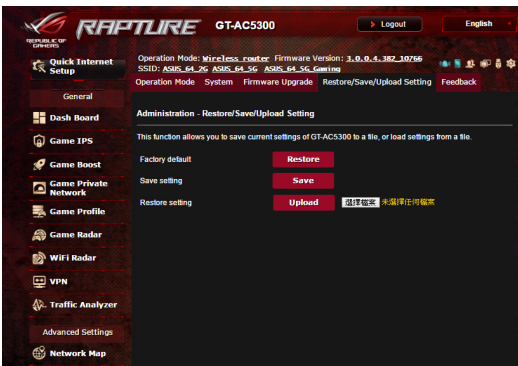 REPUBLIC OF GAMERS
RAPTURE GT-AC5300
Logout
English
Quick Internet Setup
Operation Mode: Wireless router Firmware Version: 3.0.0.4.382_10766
SSID: ASUS_64_2G ASUS_64_5G ASUS_64_5G_Gaming
Operation Mode System Firmware Upgrade Restore/Save/Upload Setting Feedback
General
Dash Board
Game IPS
Game Boost
Game Private Network
Game Profile
Game Radar
WiFi Radar
VPN
Traffic Analyzer
Advanced Settings
Network Map
Administration - Restore/Save/Upload Setting
This function allows you to save current settings of GT-AC5300 to a file, or load settings from a file.
Factory default Restore
Save setting Save
Restore setting Upload 選擇檔案 未選擇任何檔案